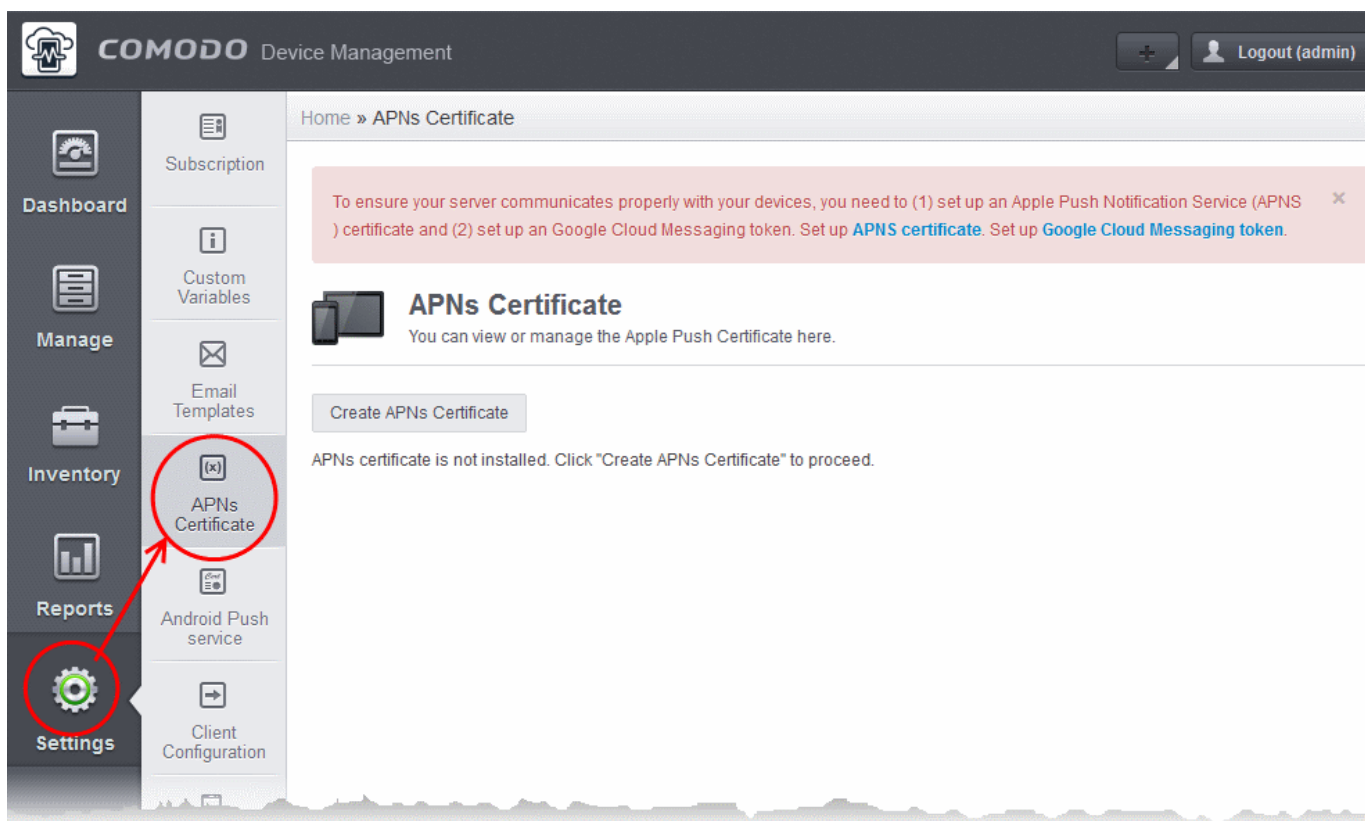 COMODO Device Management
Logout (admin)
Dashboard
Manage
Inventory
Reports
Settings
Subscription
Custom
Variables
Email
Templates
APNs
Certificate
Android Push
service
Client
Configuration
Home » APNs Certificate
To ensure your server communicates properly with your devices, you need to (1) set up an Apple Push Notification Service (APNS
) certificate and (2) set up an Google Cloud Messaging token. Set up APNS certificate. Set up Google Cloud Messaging token.
APNs Certificate
You can view or manage the Apple Push Certificate here.
Create APNs Certificate
APNs certificate is not installed. Click "Create APNs Certificate" to proceed.